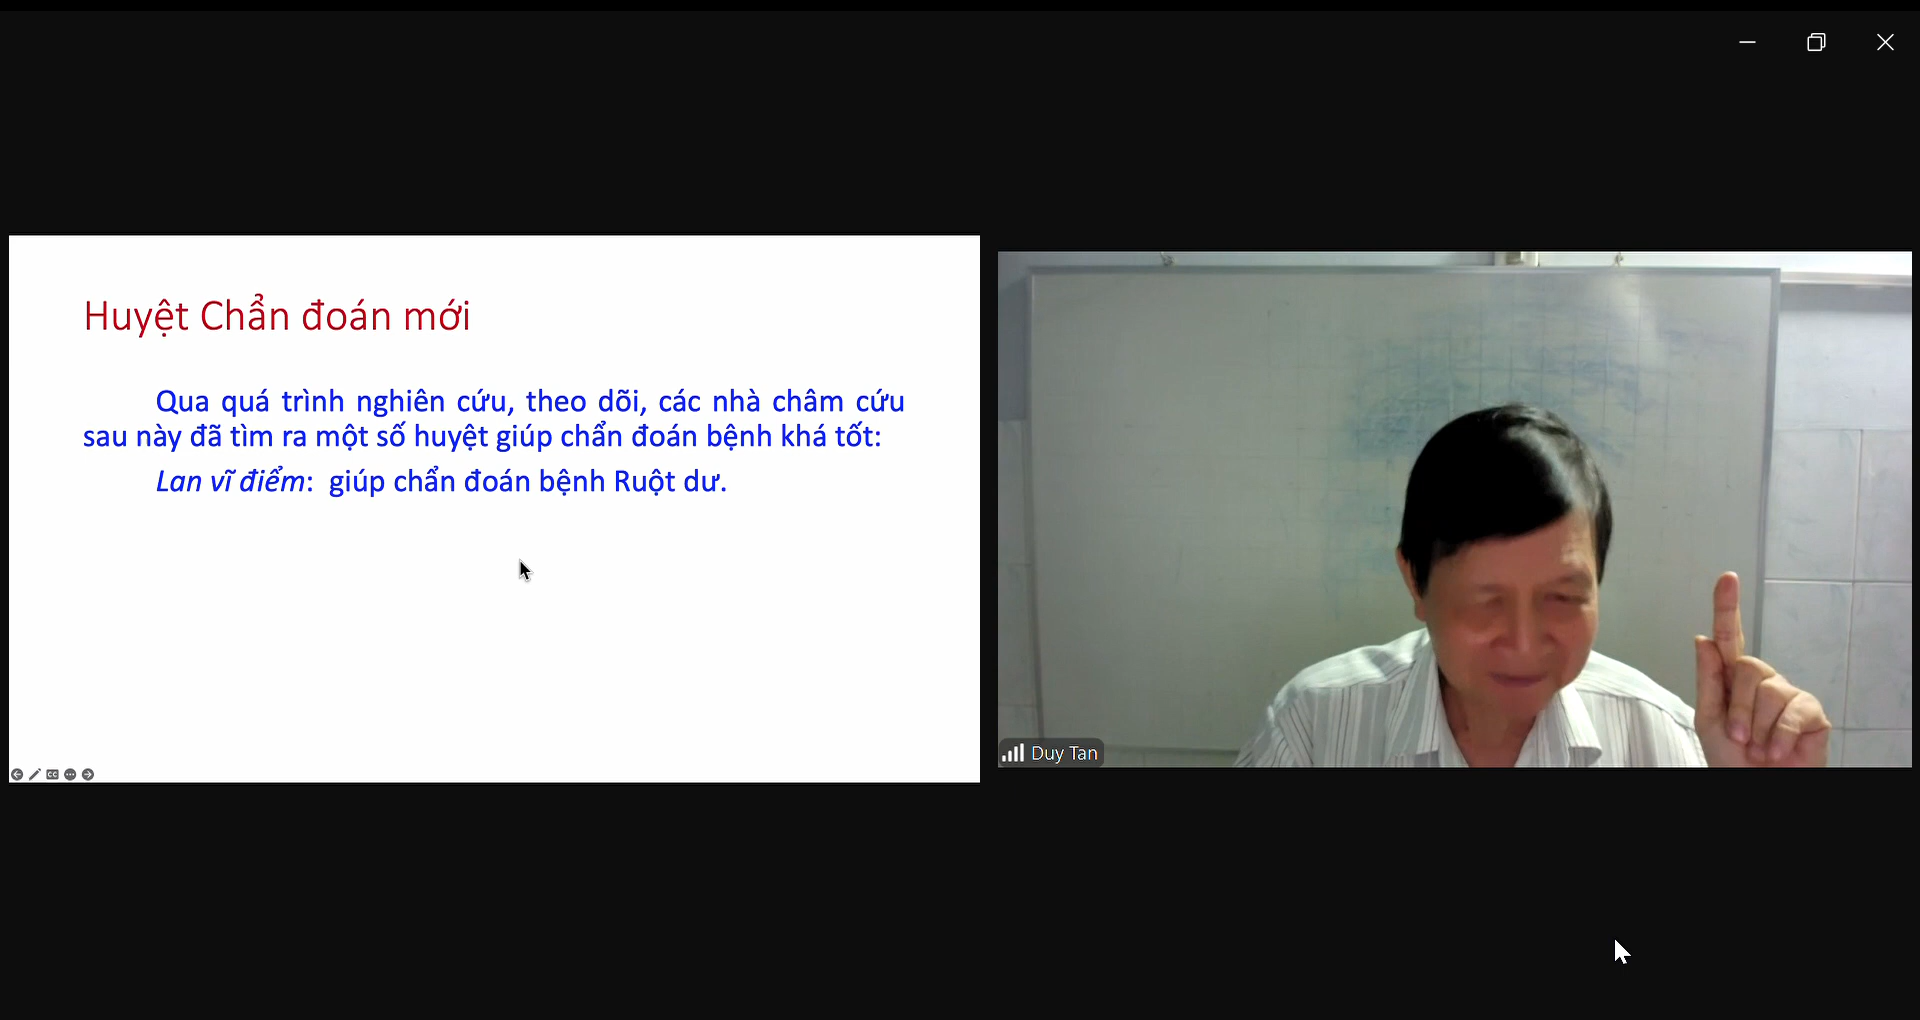 Huyệt Chẩn đoán mới
Qua quá trình nghiên cứu, theo dõi, các nhà châm cứu
sau này đã tìm ra một số huyệt giúp chẩn đoán bệnh khá tốt:
Lan vĩ điểm: giúp chẩn đoán bệnh Ruột dư.
Duy Tan